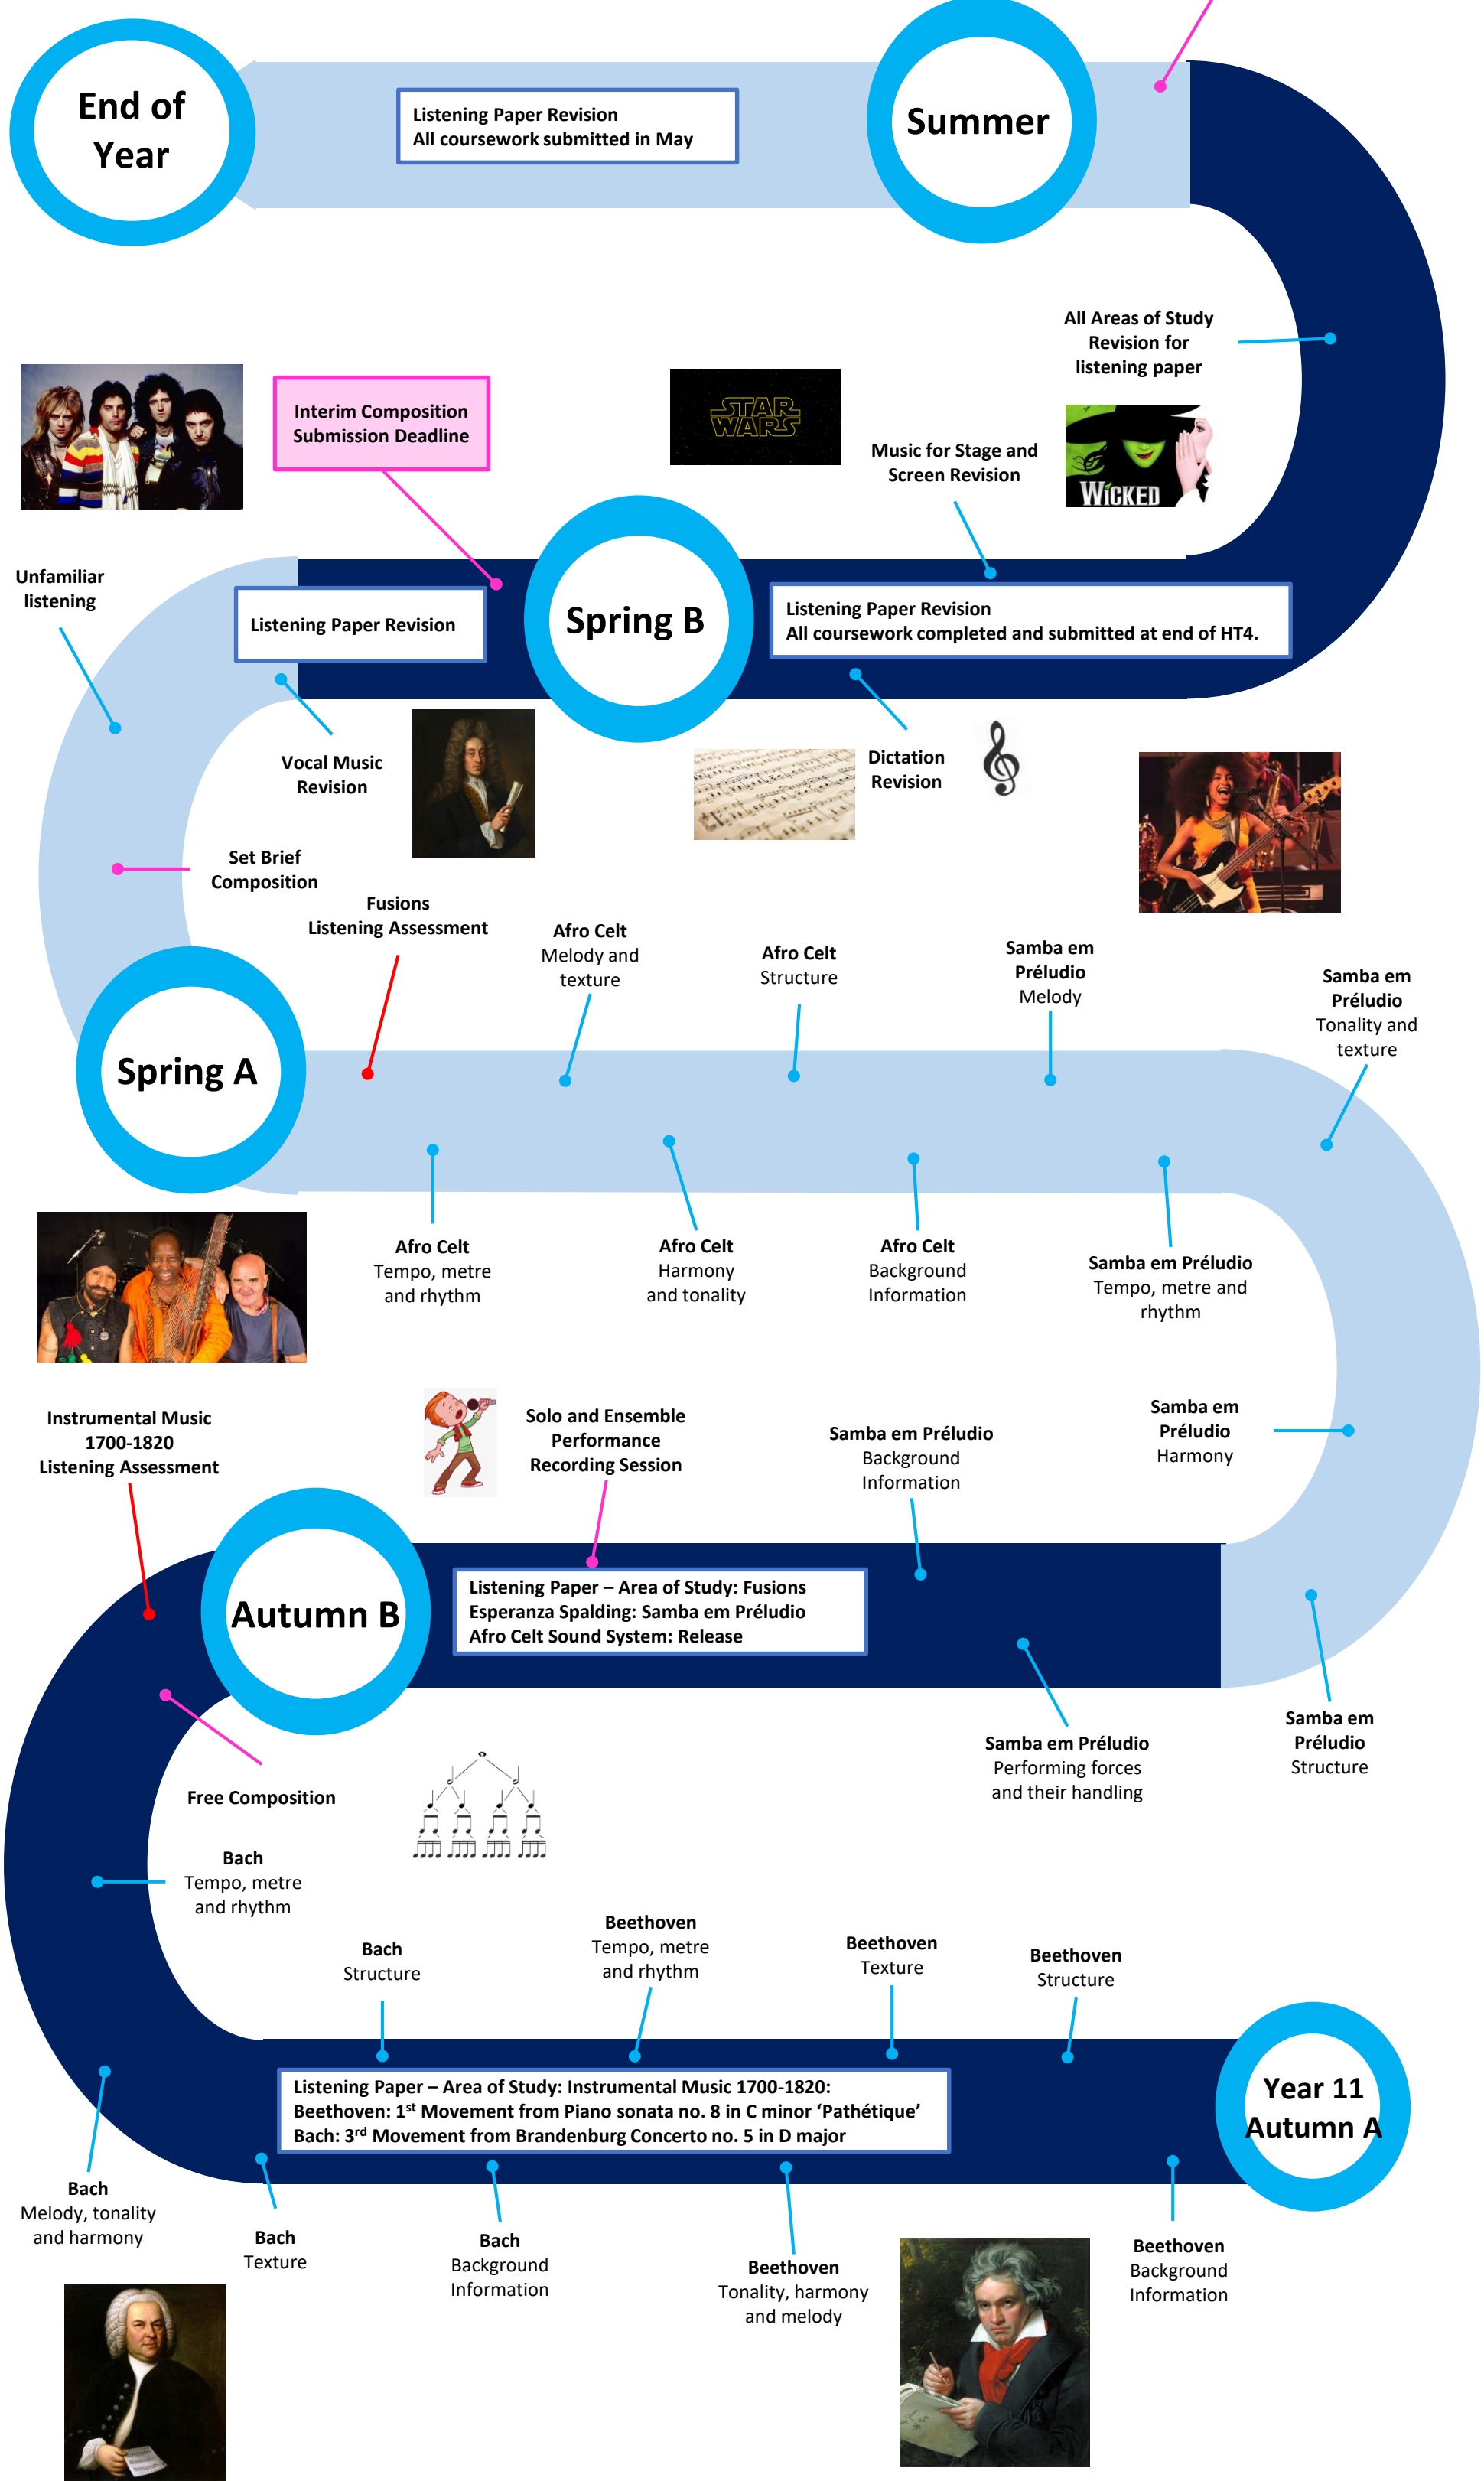 End of
Year
Listening Paper Revision
All coursework submitted in May
Summer
All Areas of Study
Revision for
listening paper
Interim Composition
Submission Deadline
STAR
WARS
Music for Stage and
Screen Revision
WICKED
Unfamiliar
listening
Listening Paper Revision
Spring B
Listening Paper Revision
All coursework completed and submitted at end of HT4.
Vocal Music
Revision
Dictation
Revision
Set Brief
Composition
Fusions
Listening Assessment
Afro Celt
Melody and
texture
Afro Celt
Structure
Samba em
Préludio
Melody
Samba em
Préludio
Tonality and
texture
Spring A
Afro Celt
Tempo, metre
and rhythm
Afro Celt
Harmony
and tonality
Afro Celt
Background
Information
Samba em Préludio
Tempo, metre and
rhythm
Instrumental Music
1700-1820
Listening Assessment
Solo and Ensemble
Performance
Recording Session
Samba em Préludio
Background
Information
Samba em
Préludio
Harmony
Autumn B
Listening Paper – Area of Study: Fusions
Esperanza Spalding: Samba em Préludio
Afro Celt Sound System: Release
Samba em Préludio
Performing forces
and their handling
Samba em
Préludio
Structure
Free Composition
Bach
Tempo, metre
and rhythm
Bach
Structure
Beethoven
Tempo, metre
and rhythm
Beethoven
Texture
Beethoven
Structure
Listening Paper – Area of Study: Instrumental Music 1700-1820:
Beethoven: 1st Movement from Piano sonata no. 8 in C minor ‘Pathétique’
Bach: 3rd Movement from Brandenburg Concerto no. 5 in D major
Year 11
Autumn A
Bach
Melody, tonality
and harmony
Bach
Texture
Bach
Background
Information
Beethoven
Tonality, harmony
and melody
Beethoven
Background
Information